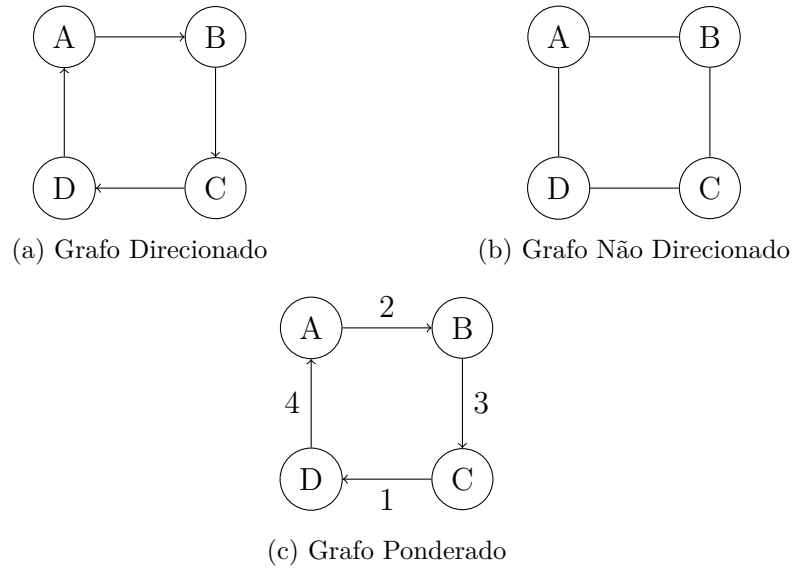 A B
D C
(a) Grafo Direcionado
A B
D C
(b) Grafo Não Direcionado
2
A B
4 3
D C
1
(c) Grafo Ponderado